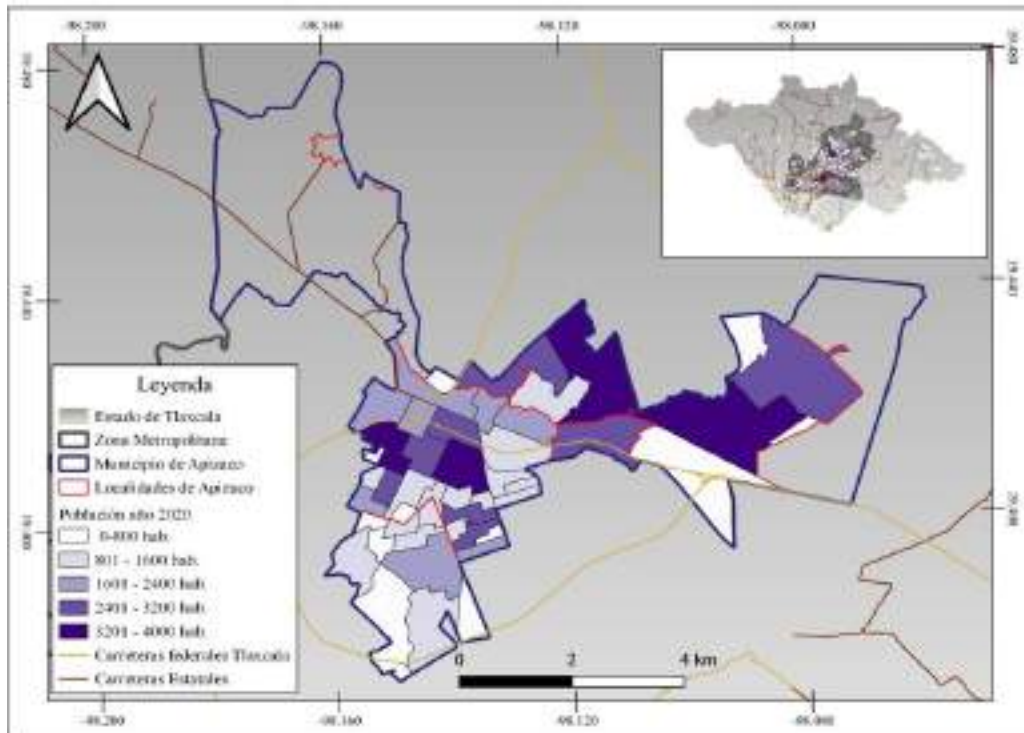 -98.200 -98.160 -98.120 -98.080
Leyenda
Estado de Tlaxcala
Zona Metropolitana
Municipio de Apizaco
Localidades de Apizaco
Población año 2020
0-800 hab.
801 - 1600 hab.
1601 - 2400 hab.
2401 - 3200 hab.
3201 - 4000 hab.
Carreteras federales Tlaxcala
Carreteras Estatales
0 2 4 km
-98.200 -98.160 -98.120 -98.080